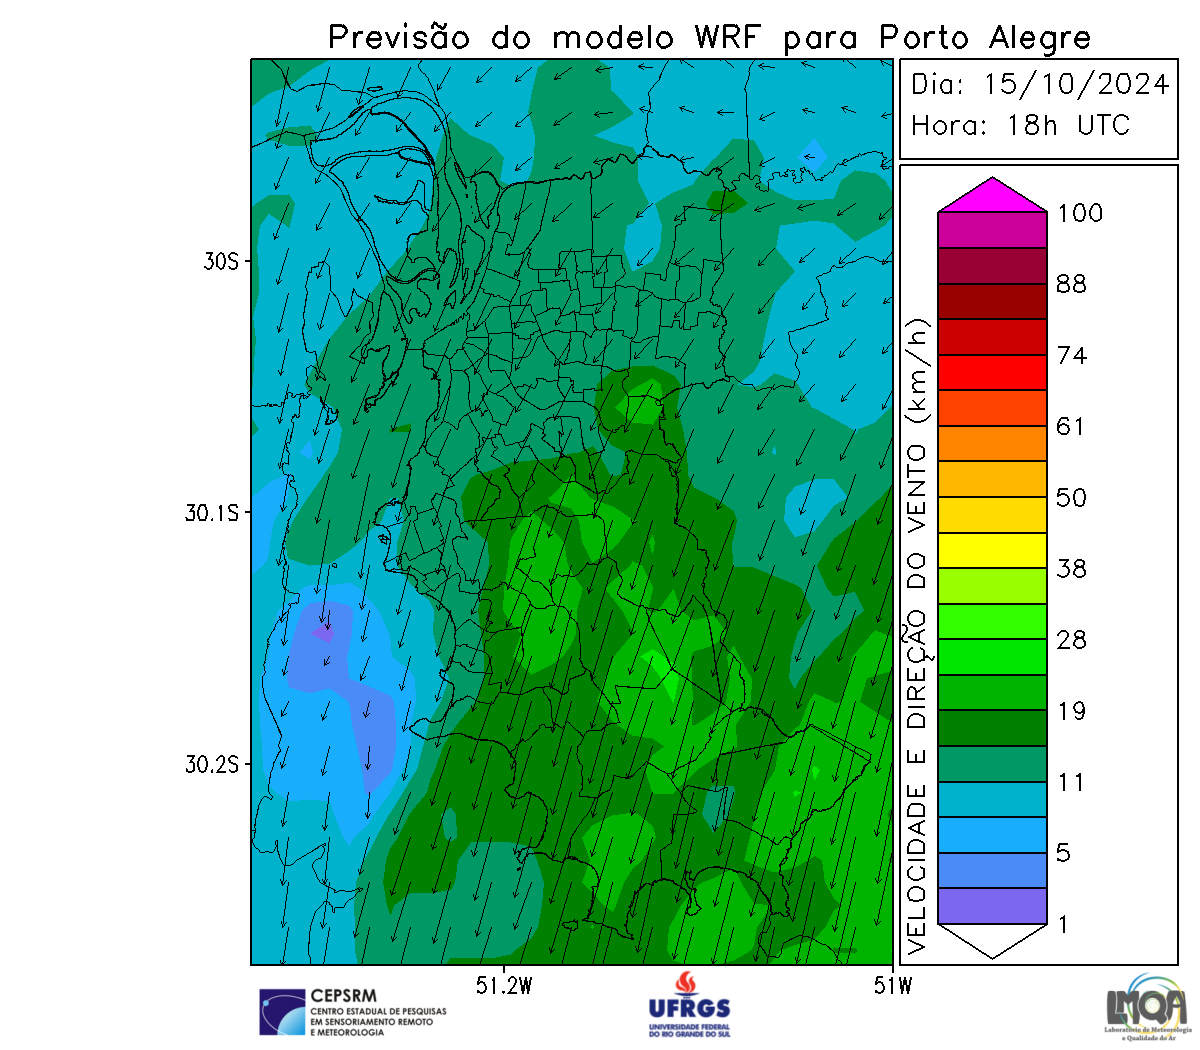 Previsão do modelo WRF para Porto Alegre
Dia: 15/10/2024
Hora: 18h UTC
100
88
74
61
50
38
28
19
11
5
1
VELOCIDADE E DIREÇÃO DO VENTO (km/h)
30S
30.1S
30.2S
51.2W
51W
CEPSRM
CENTRO ESTADUAL DE PESQUISAS
EM SENSORIAMENTO REMOTO
E METEOROLOGIA
UFRGS
UNIVERSIDADE FEDERAL
DO RIO GRANDE DO SUL
LMQA
Laboratório de Meteorologia
e Qualidade do Ar